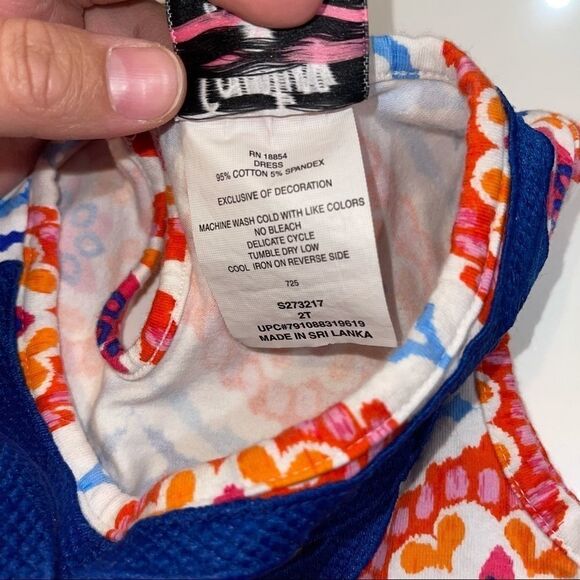 RN 18854
DRESS
95% COTTON 5% SPANDEX
EXCLUSIVE OF DECORATION
MACHINE WASH COLD WITH LIKE COLORS
NO BLEACH
DELICATE CYCLE
TUMBLE DRY LOW
COOL IRON ON REVERSE SIDE
725
S273217
2T
UPC#791088319619
MADE IN SRI LANKA